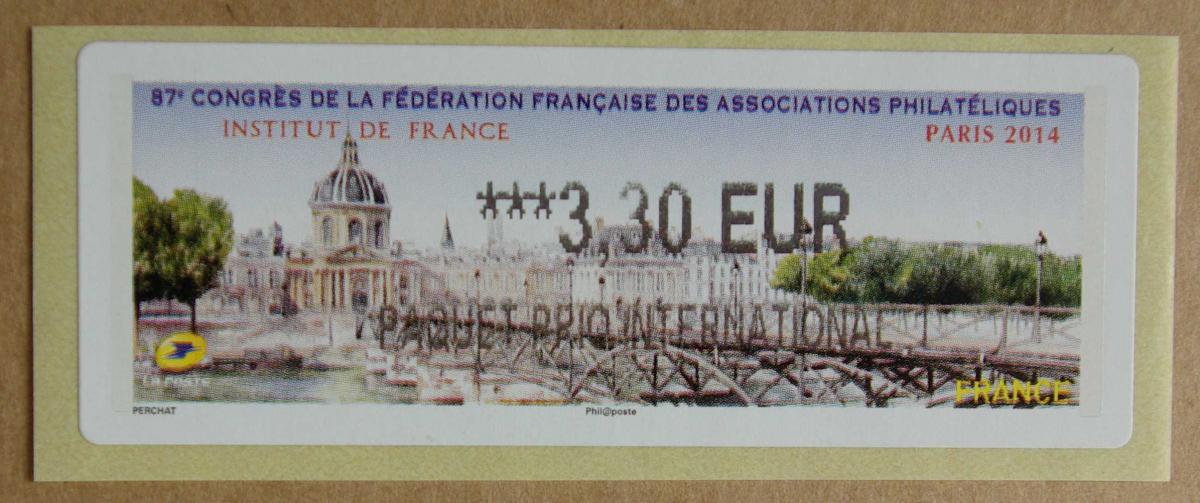 87e CONGRÈS DE LA FÉDÉRATION FRANÇAISE DES ASSOCIATIONS PHILATÉLIQUES
INSTITUT DE FRANCE
PARIS 2014
***3,30 EUR
PAQUET PRIO INTERNATIONAL
LA POSTE
FRANCE
PERCHAT
Phil@poste